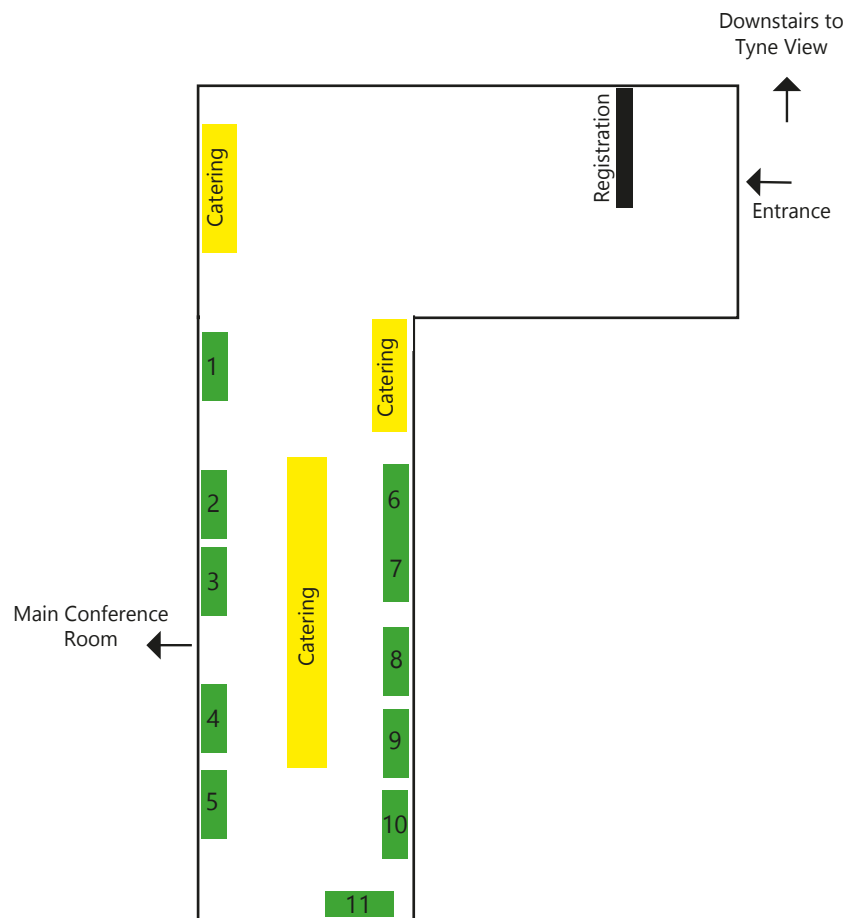 Downstairs to
Tyne View
Registration
Catering
Entrance
Catering
1
2
6
3
7
Catering
Main Conference
Room
8
4
9
5
10
11